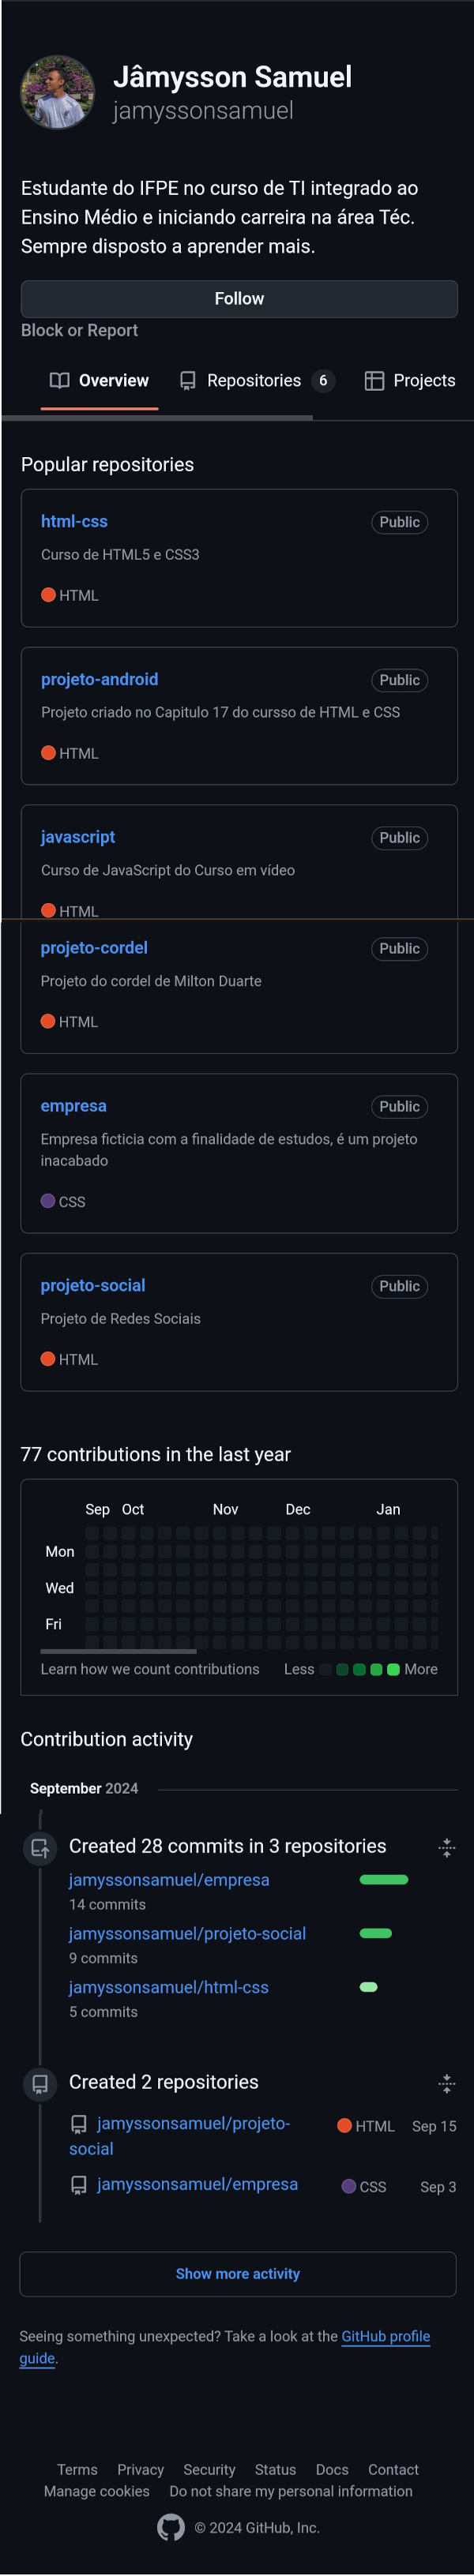 Jâmysson Samuel
jamyssonsamuel
Estudante do IFPE no curso de TI integrado ao
Ensino Médio e iniciando carreira na área Téc.
Sempre disposto a aprender mais.
Follow
Block or Report
Overview Repositories 6 Projects
Popular repositories
html-css Public
Curso de HTML5 e CSS3
HTML
projeto-android Public
Projeto criado no Capitulo 17 do cursso de HTML e CSS
HTML
javascript Public
Curso de JavaScript do Curso em vídeo
HTML
projeto-cordel Public
Projeto do cordel de Milton Duarte
HTML
empresa Public
Empresa ficticia com a finalidade de estudos, é um projeto
inacabado
CSS
projeto-social Public
Projeto de Redes Sociais
HTML
77 contributions in the last year
Sep Oct Nov Dec Jan
Mon
Wed
Fri
Learn how we count contributions Less More
Contribution activity
September 2024
Created 28 commits in 3 repositories
jamyssonsamuel/empresa
14 commits
jamyssonsamuel/projeto-social
9 commits
jamyssonsamuel/html-css
5 commits
Created 2 repositories
jamyssonsamuel/projeto- HTML Sep 15
social
jamyssonsamuel/empresa CSS Sep 3
Show more activity
Seeing something unexpected? Take a look at the GitHub profile
guide.
Terms Privacy Security Status Docs Contact
Manage cookies Do not share my personal information
© 2024 GitHub, Inc.